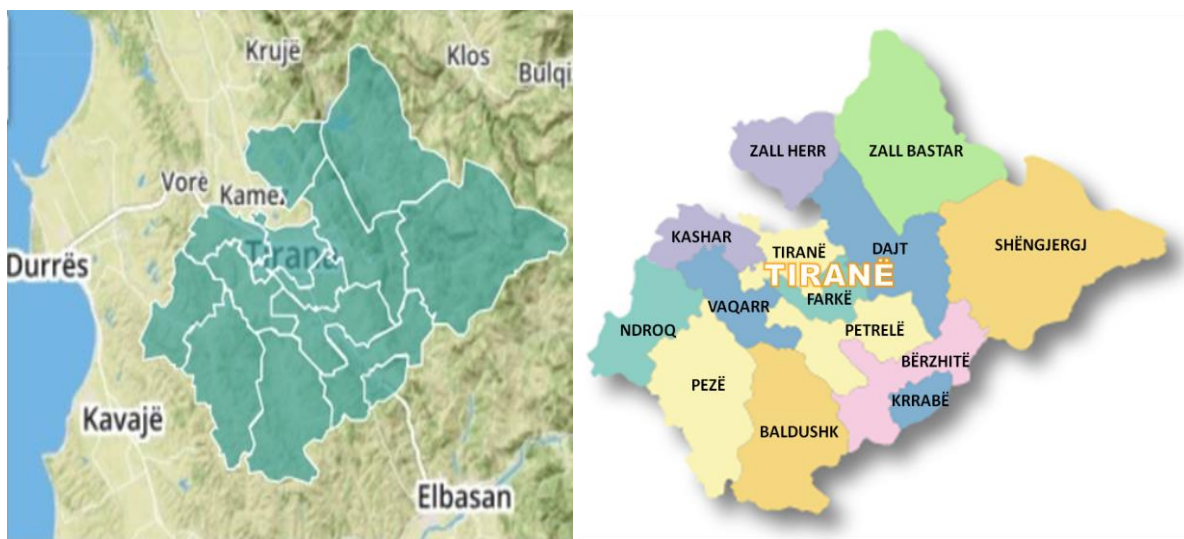 Krujë
Klos
Bulqi
Vorë
Kamez
Tirana
Durrës
Kavajë
Elbasan
ZALL HERR
ZALL BASTAR
KASHAR
TIRANË
DAJT
SHËNGJERGJ
TIRANË
VAQARR
FARKË
NDROQ
PETRELË
BËRZHITË
PEZË
KRRABË
BALDUSHK